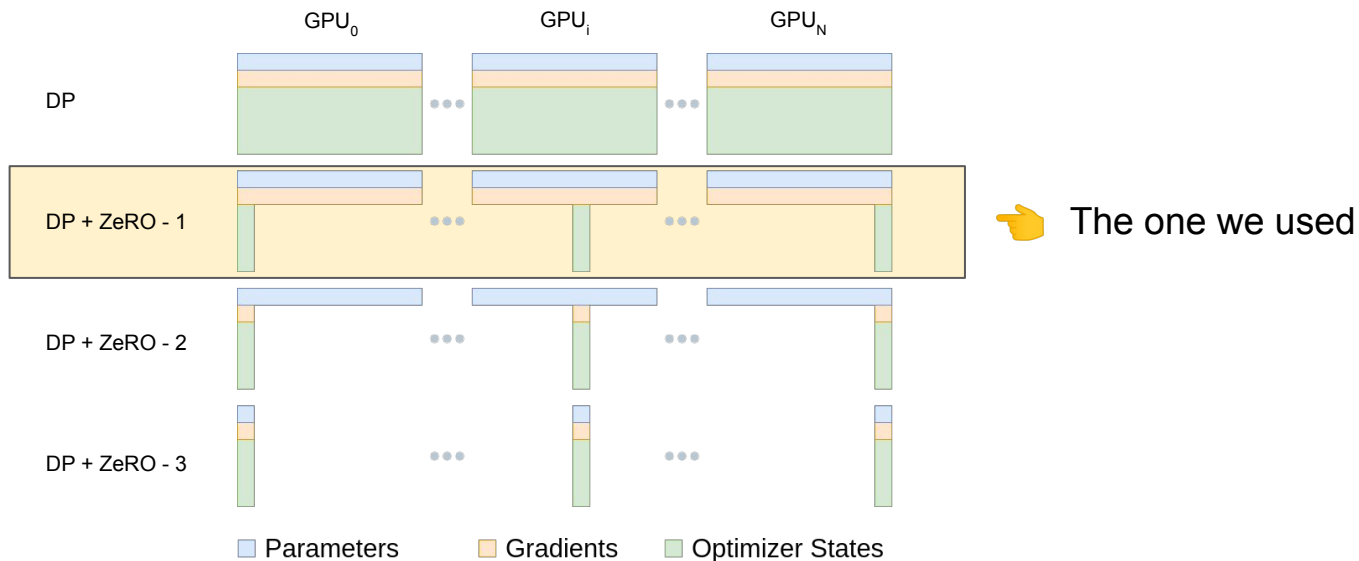 GPU₀ GPUᵢ GPU_N
DP
DP + ZeRO - 1
The one we used
DP + ZeRO - 2
DP + ZeRO - 3
Parameters Gradients Optimizer States